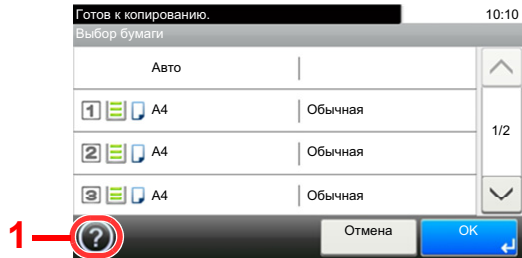 Готов к копированию. 10:10
Выбор бумаги
Авто
1 A4 Обычная
1/2
2 A4 Обычная
3 A4 Обычная
1 ? Отмена OK